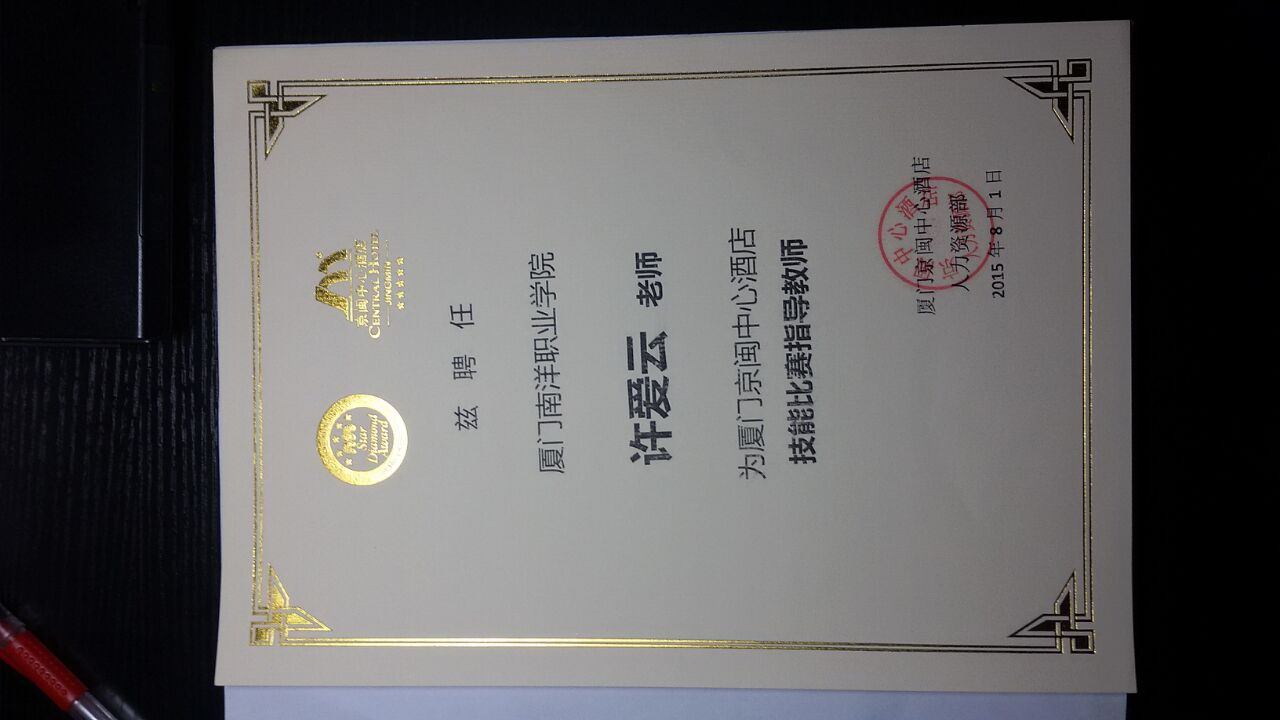 Star
Diamond
Award
京闽中心酒店
CENTRAL HOTEL
JINGMIN
兹聘任
厦门南洋职业学院
许爱云 老师
为厦门京闽中心酒店
技能比赛指导教师
厦门京闽中心酒店
人力资源部
2015年8月1日